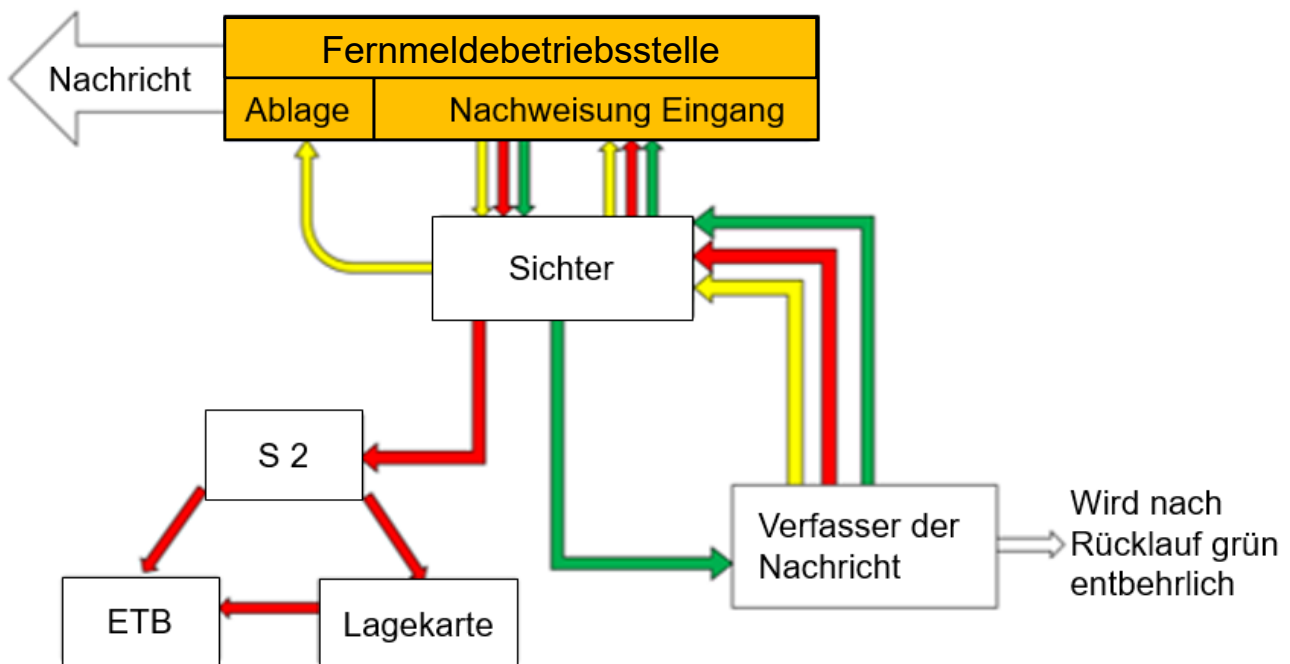 Fernmeldebetriebsstelle
Nachricht
Ablage
Nachweisung Eingang
Sichter
S 2
Verfasser der
Nachricht
Wird nach
Rücklauf grün
entbehrlich
ETB
Lagekarte